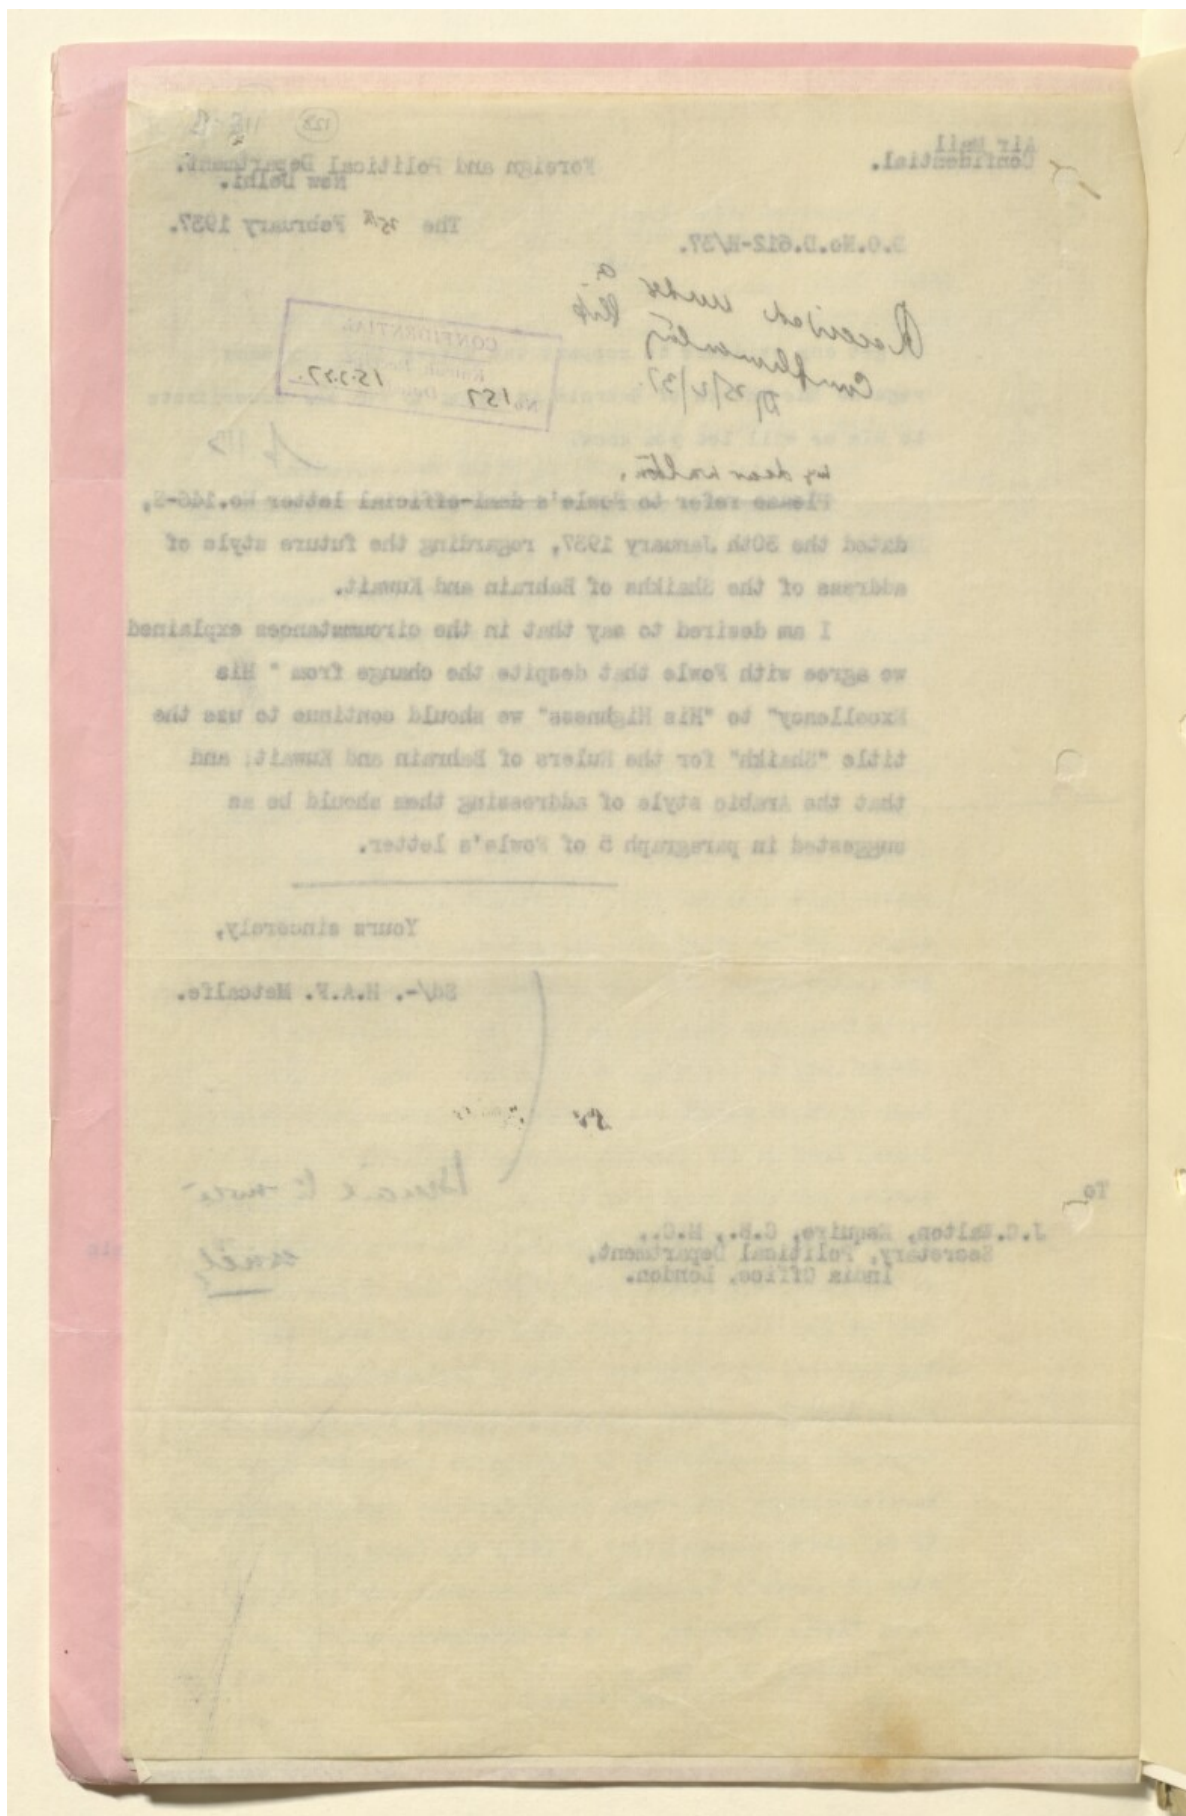 Air Mail
Confidential.
Foreign and Political Department.
New Delhi.
The 25th February 1937.
D.O.No.D.612-N/37.
Received under a
Complimentary slip
D/ 25/2/37.
CONFIDENTIAL
No. 157 15.3.37.
My dear Walton,
Please refer to Fowle's demi-official letter No.146-S,
dated the 30th January 1937, regarding the future style of
address of the Shaikhs of Bahrain and Kuwait.
I am desired to say that in the circumstances explained
we agree with Fowle that despite the change from " His
Excellency" to "His Highness" we should continue to use the
title "Shaikh" for the Rulers of Bahrain and Kuwait; and
that the Arabic style of addressing them should be as
suggested in paragraph 5 of Fowle's letter.
Yours sincerely,
Sd/-. H.A.F. Metcalfe.
To
J.C.Walton, Esquire, C.B., M.C.,
Secretary, Political Department,
India Office, London.